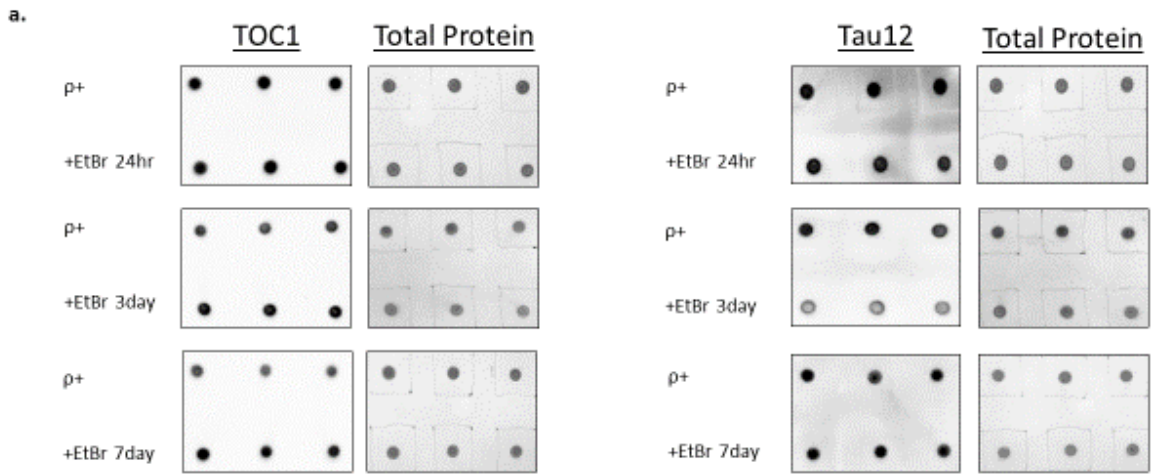 a.
TOC1 Total Protein Tau12 Total Protein
ρ+ ρ+
+EtBr 24hr +EtBr 24hr
ρ+ ρ+
+EtBr 3day +EtBr 3day
ρ+ ρ+
+EtBr 7day +EtBr 7day